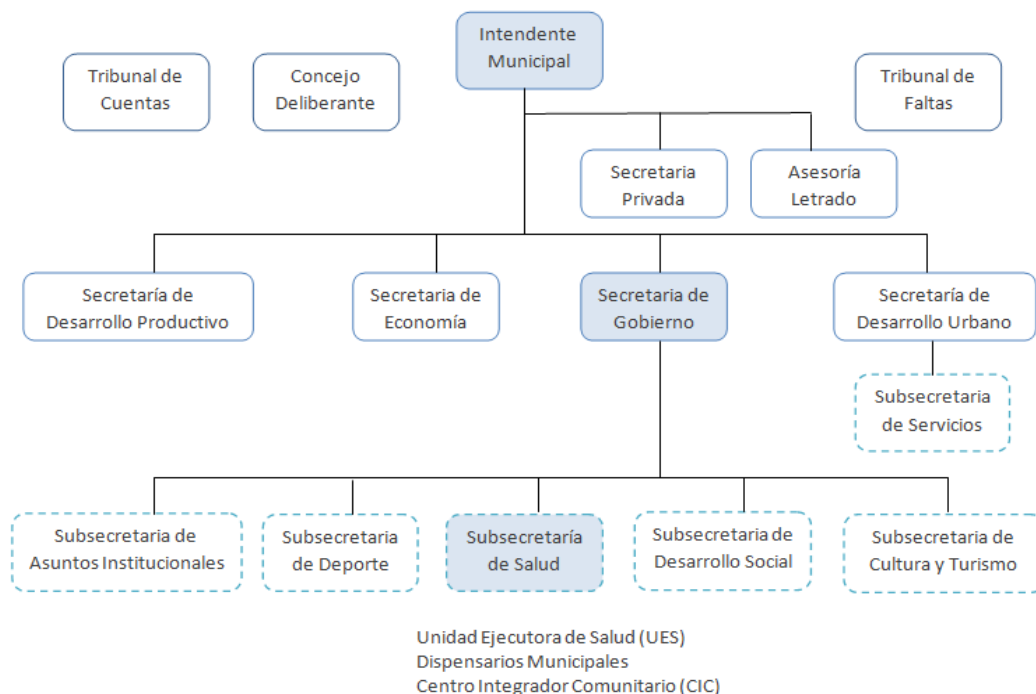 Intendente
Municipal
Tribunal de
Cuentas
Concejo
Deliberante
Tribunal de
Faltas
Secretaria
Privada
Asesoría
Letrado
Secretaría de
Desarrollo Productivo
Secretaria de
Economía
Secretaria de
Gobierno
Secretaría de
Desarrollo Urbano
Subsecretaria
de Servicios
Subsecretaria de
Asuntos Institucionales
Subsecretaria
de Deporte
Subsecretaría
de Salud
Subsecretaria de
Desarrollo Social
Subsecretaria de
Cultura y Turismo
Unidad Ejecutora de Salud (UES)
Dispensarios Municipales
Centro Integrador Comunitario (CIC)